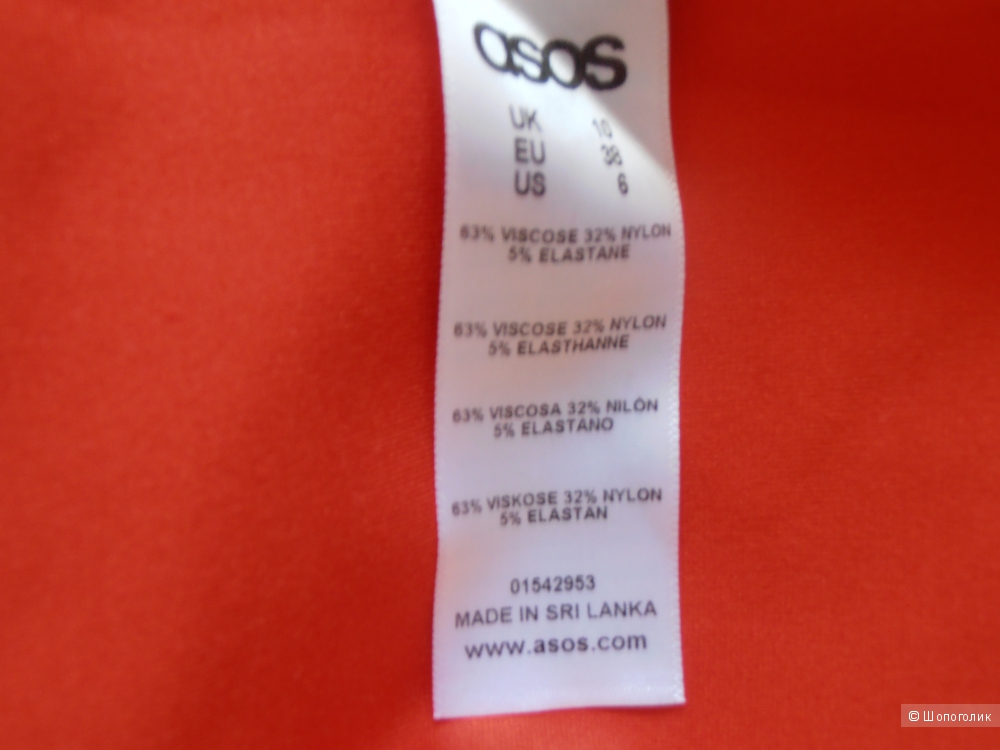 asos
UK 10
EU 38
US 6
63% VISCOSE 32% NYLON
5% ELASTANE
63% VISCOSE 32% NYLON
5% ELASTHANNE
63% VISCOSA 32% NILÓN
5% ELASTANO
63% VISKOSE 32% NYLON
5% ELASTAN
01542953
MADE IN SRI LANKA
www.asos.com
© Шопоголик